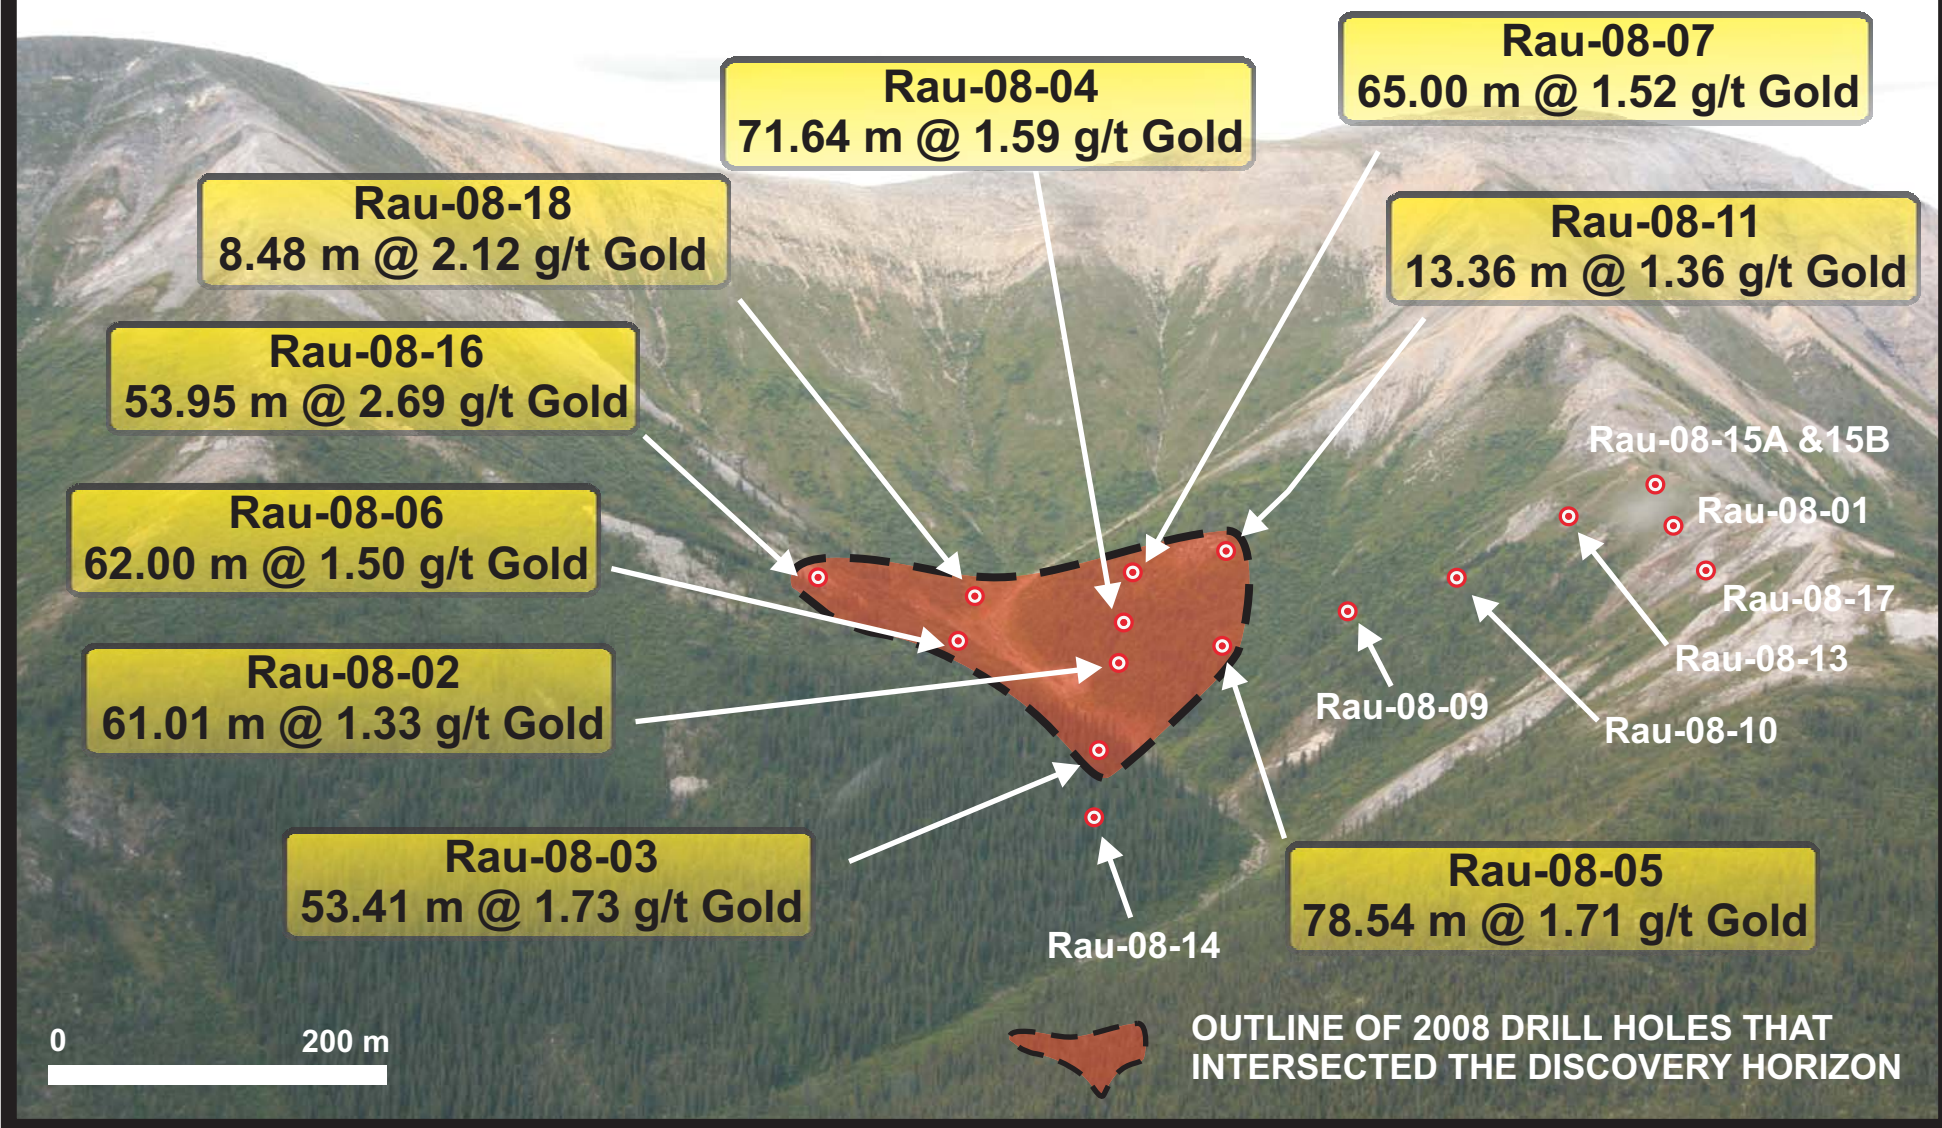 Rau-08-07
65.00 m @ 1.52 g/t Gold
Rau-08-04
71.64 m @ 1.59 g/t Gold
Rau-08-18
8.48 m @ 2.12 g/t Gold
Rau-08-11
13.36 m @ 1.36 g/t Gold
Rau-08-16
53.95 m @ 2.69 g/t Gold
Rau-08-15A &15B
Rau-08-06
62.00 m @ 1.50 g/t Gold
Rau-08-01
Rau-08-17
Rau-08-13
Rau-08-02
61.01 m @ 1.33 g/t Gold
Rau-08-09
Rau-08-10
Rau-08-03
53.41 m @ 1.73 g/t Gold
Rau-08-05
78.54 m @ 1.71 g/t Gold
Rau-08-14
0 200 m
OUTLINE OF 2008 DRILL HOLES THAT
INTERSECTED THE DISCOVERY HORIZON